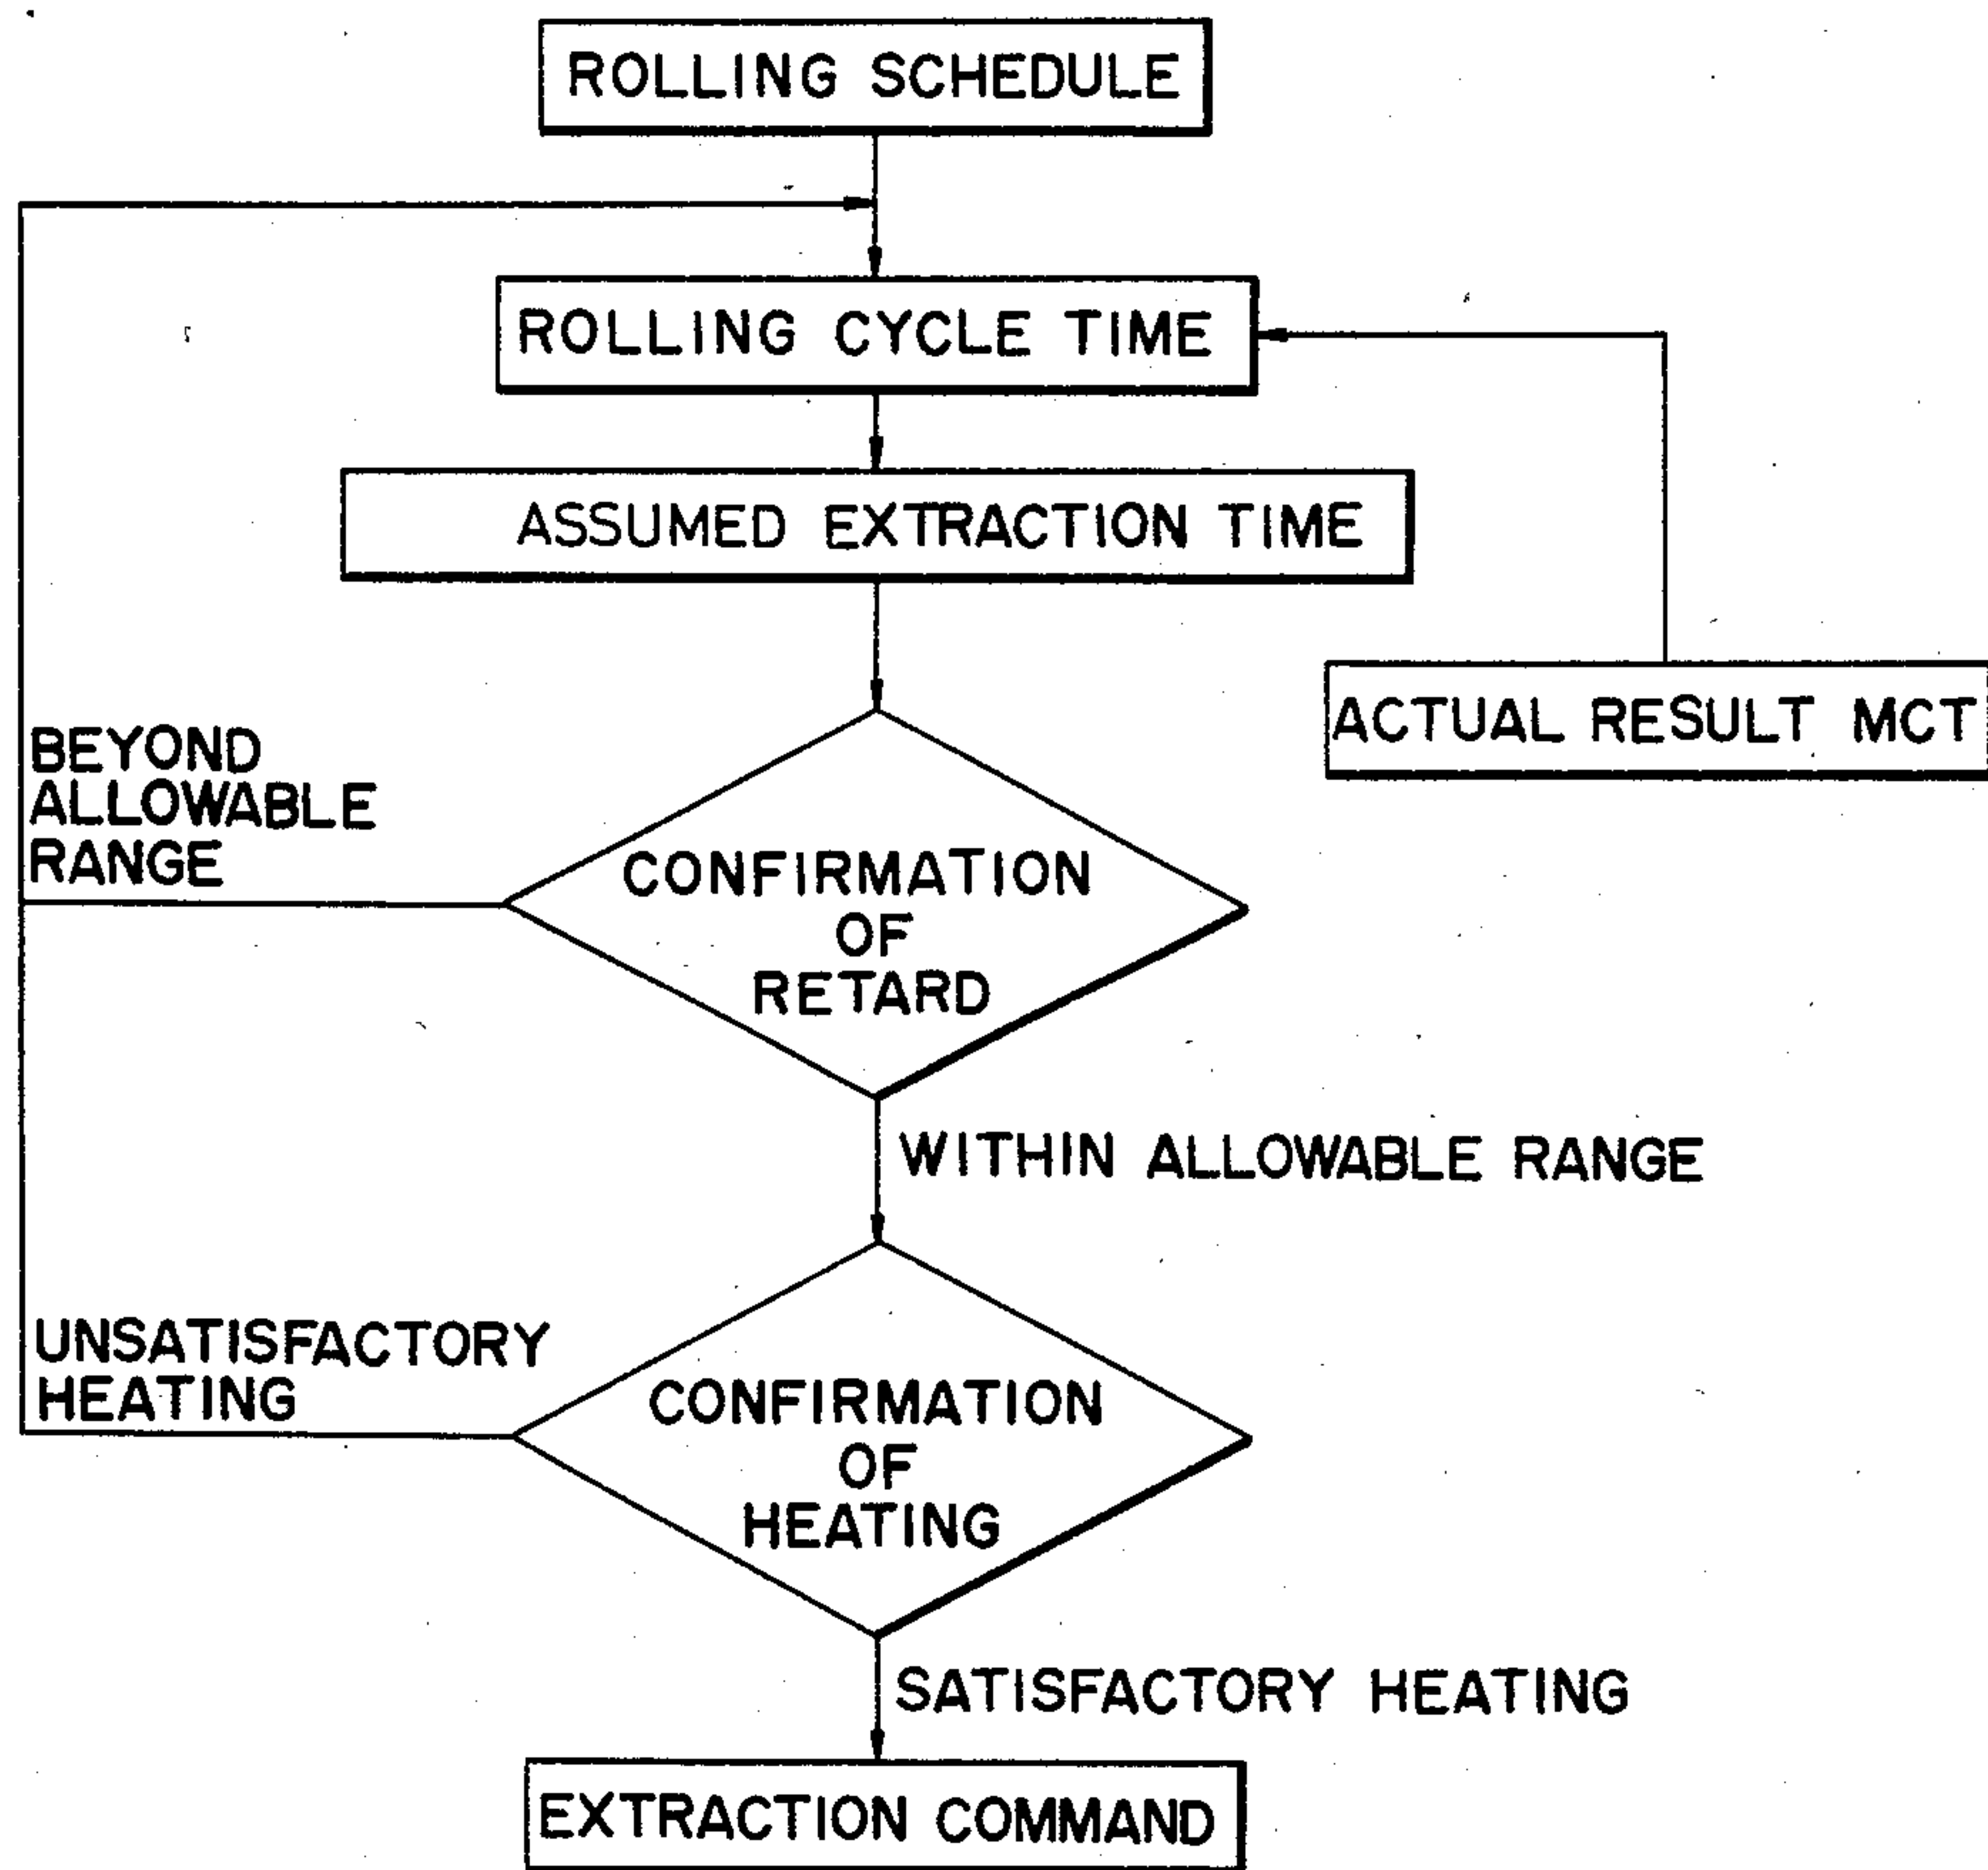 ROLLING SCHEDULE
ROLLING CYCLE TIME
ASSUMED EXTRACTION TIME
ACTUAL RESULT MCT
BEYOND
ALLOWABLE
RANGE
CONFIRMATION
OF
RETARD
WITHIN ALLOWABLE RANGE
UNSATISFACTORY
HEATING
CONFIRMATION
OF
HEATING
SATISFACTORY HEATING
EXTRACTION COMMAND